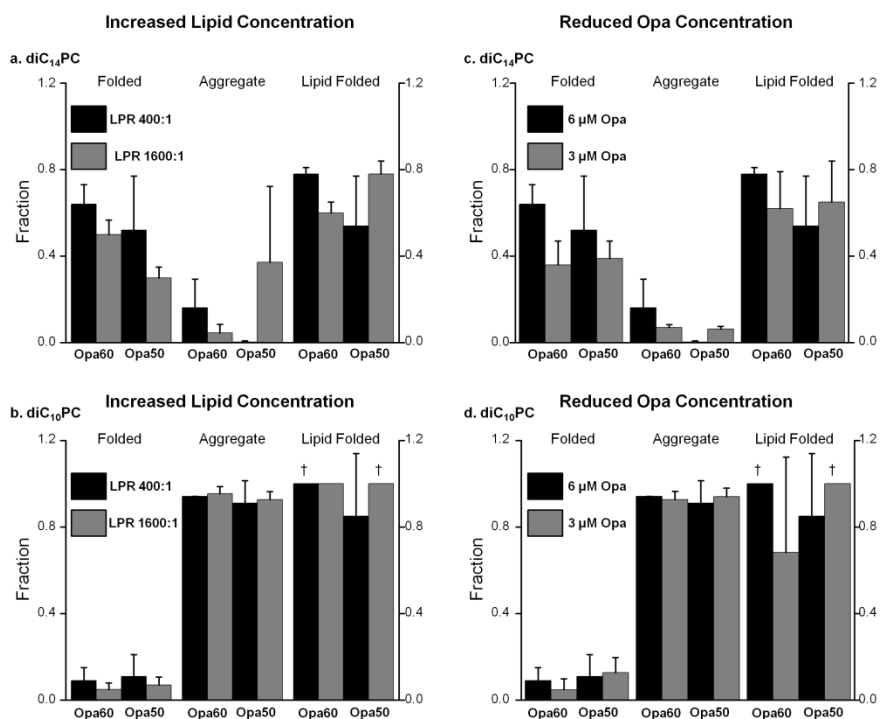 Increased Lipid Concentration
a. diC₁₄PC
Folded Aggregate Lipid Folded
1.2 1.2
LPR 400:1
LPR 1600:1
0.8 0.8
Fraction
0.4 0.4
0.0 0.0
Opa60 Opa50 Opa60 Opa50 Opa60 Opa50
Reduced Opa Concentration
c. diC₁₄PC
Folded Aggregate Lipid Folded
1.2 1.2
6 µM Opa
3 µM Opa
0.8 0.8
Fraction
0.4 0.4
0.0 0.0
Opa60 Opa50 Opa60 Opa50 Opa60 Opa50
Increased Lipid Concentration
b. diC₁₀PC
Folded Aggregate Lipid Folded
1.2 1.2
† †
LPR 400:1
LPR 1600:1
0.8 0.8
Fraction
0.4 0.4
0.0 0.0
Opa60 Opa50 Opa60 Opa50 Opa60 Opa50
Reduced Opa Concentration
d. diC₁₀PC
Folded Aggregate Lipid Folded
1.2 1.2
† †
6 µM Opa
3 µM Opa
0.8 0.8
Fraction
0.4 0.4
0.0 0.0
Opa60 Opa50 Opa60 Opa50 Opa60 Opa50